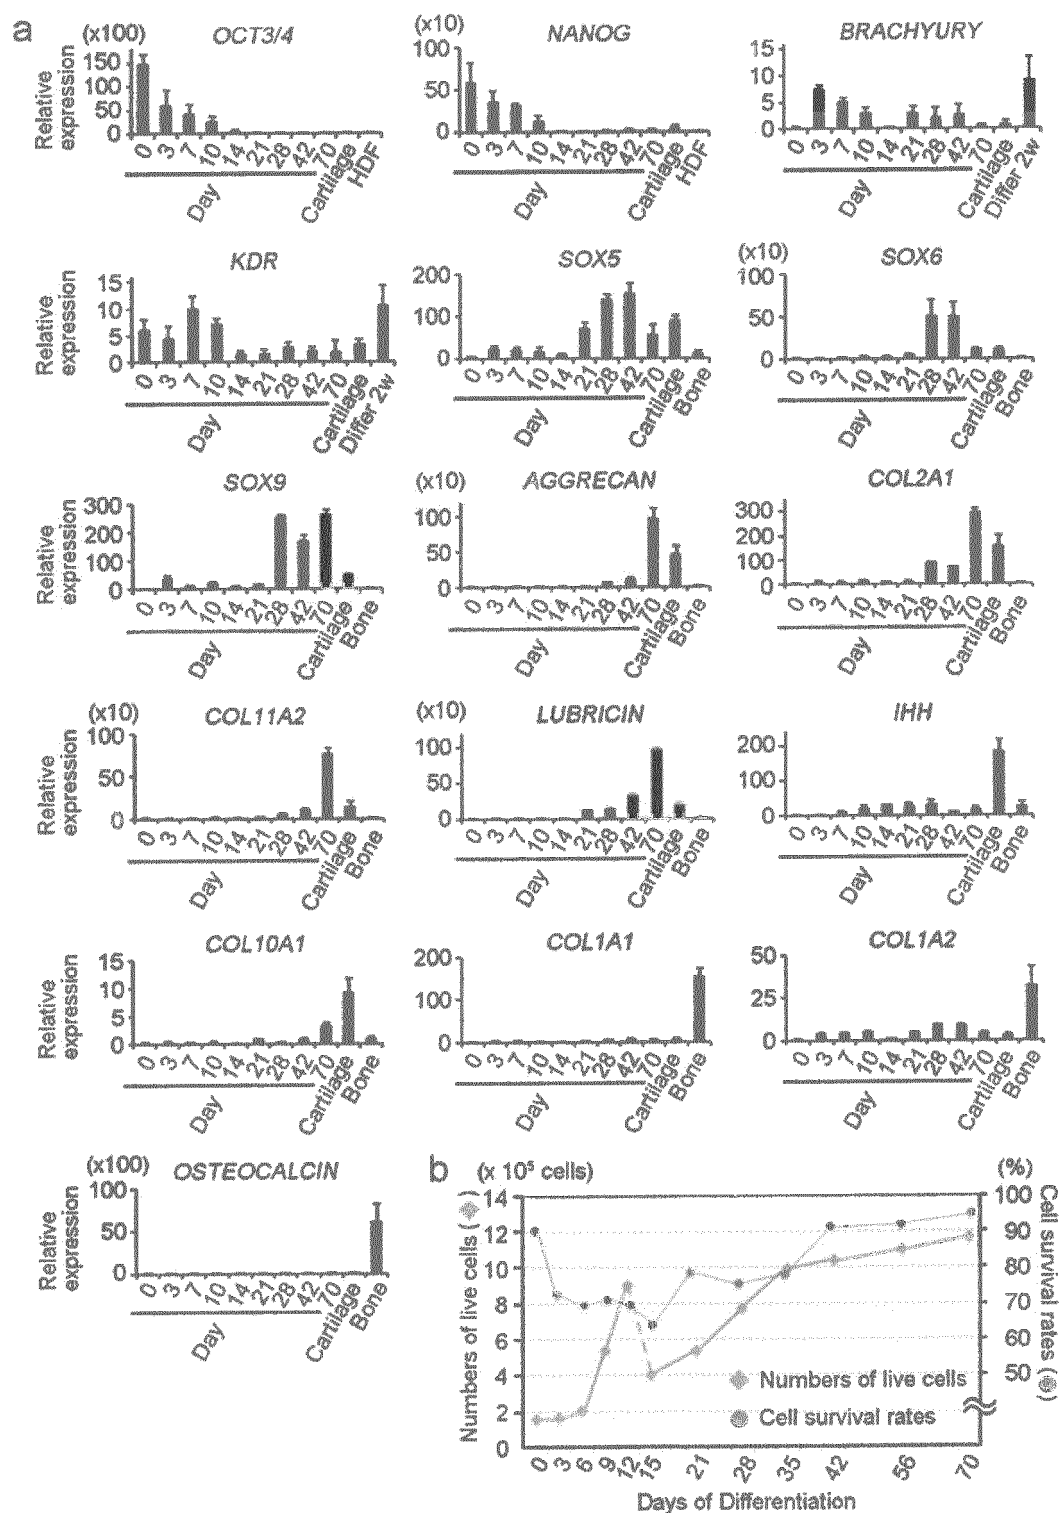 a
(x100) OCT3/4
Relative expression
150
100
50
0
0 3 7 10 14 21 28 42 70 Cartilage HDF
Day
(x10) NANOG
100
50
0
0 3 7 10 14 21 28 42 70 Cartilage HDF
Day
BRACHYURY
15
10
5
0
0 3 7 10 14 21 28 42 70 Cartilage Differ 2w
Day
KDR
Relative expression
15
10
5
0
0 3 7 10 14 21 28 42 70 Cartilage Differ 2w
Day
SOX5
200
100
0
0 3 7 10 14 21 28 42 70 Cartilage Bone
Day
(x10) SOX6
100
50
0
0 3 7 10 14 21 28 42 70 Cartilage Bone
Day
SOX9
Relative expression
300
200
100
0
0 3 7 10 14 21 28 42 70 Cartilage Bone
Day
(x10) AGGRECAN
100
50
0
0 3 7 10 14 21 28 42 70 Cartilage Bone
Day
COL2A1
300
200
100
0
0 3 7 10 14 21 28 42 70 Cartilage Bone
Day
(x10) COL11A2
Relative expression
100
50
0
0 3 7 10 14 21 28 42 70 Cartilage Bone
Day
(x10) LUBRICIN
100
50
0
0 3 7 10 14 21 28 42 70 Cartilage Bone
Day
IHH
200
100
0
0 3 7 10 14 21 28 42 70 Cartilage Bone
Day
COL10A1
Relative expression
15
10
5
0
0 3 7 10 14 21 28 42 70 Cartilage Bone
Day
COL1A1
200
100
0
0 3 7 10 14 21 28 42 70 Cartilage Bone
Day
COL1A2
50
25
0
0 3 7 10 14 21 28 42 70 Cartilage Bone
Day
(x100) OSTEOCALCIN
Relative expression
100
50
0
0 3 7 10 14 21 28 42 70 Cartilage Bone
Day
b (x 10⁵ cells) (%)
Numbers of live cells (◆)
14
12
10
8
6
4
2
0
100
90
80
70
60
50
Cell survival rates (●)
Numbers of live cells
Cell survival rates
0 3 6 9 12 15 21 28 35 42 56 70
Days of Differentiation